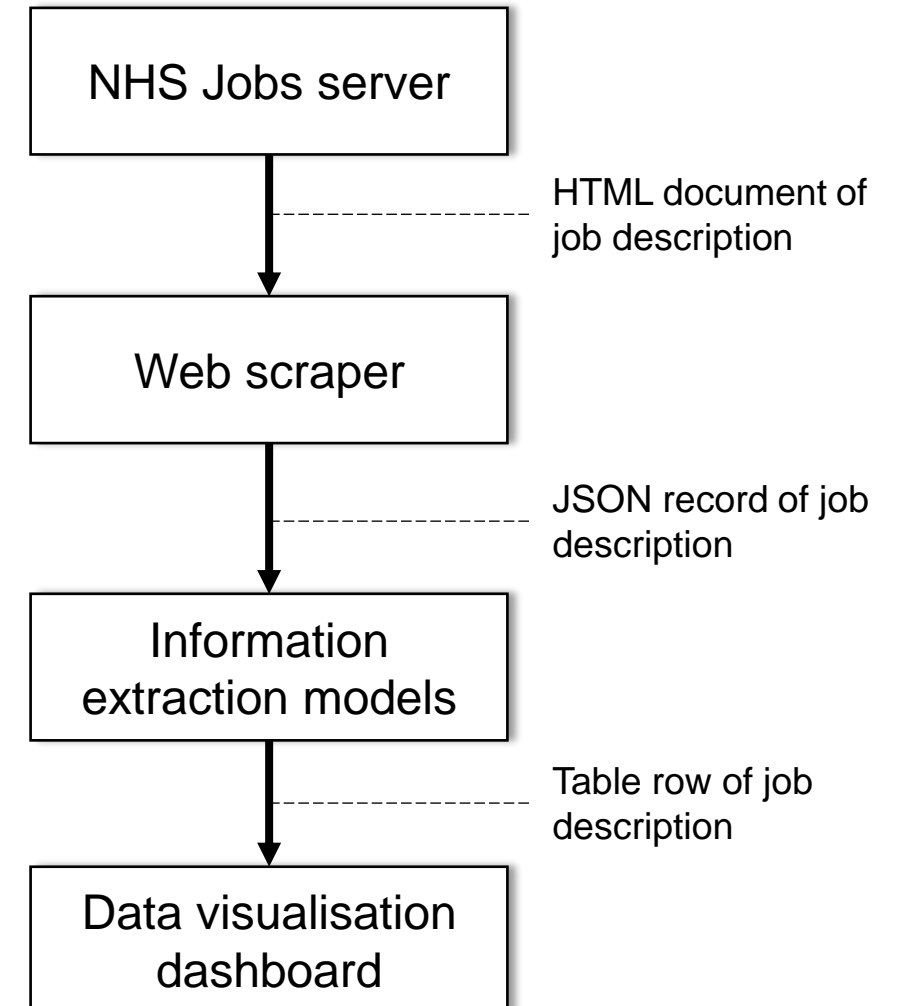 NHS Jobs server
HTML document of
job description
Web scraper
JSON record of job
description
Information
extraction models
Table row of job
description
Data visualisation
dashboard